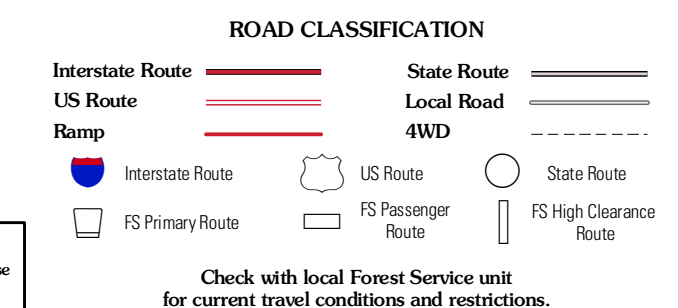 ROAD CLASSIFICATION
Interstate Route
State Route
US Route
Local Road
Ramp
4WD
Interstate Route
US Route
State Route
FS Primary Route
FS Passenger
Route
FS High Clearance
Route
Check with local Forest Service unit
for current travel conditions and restrictions.